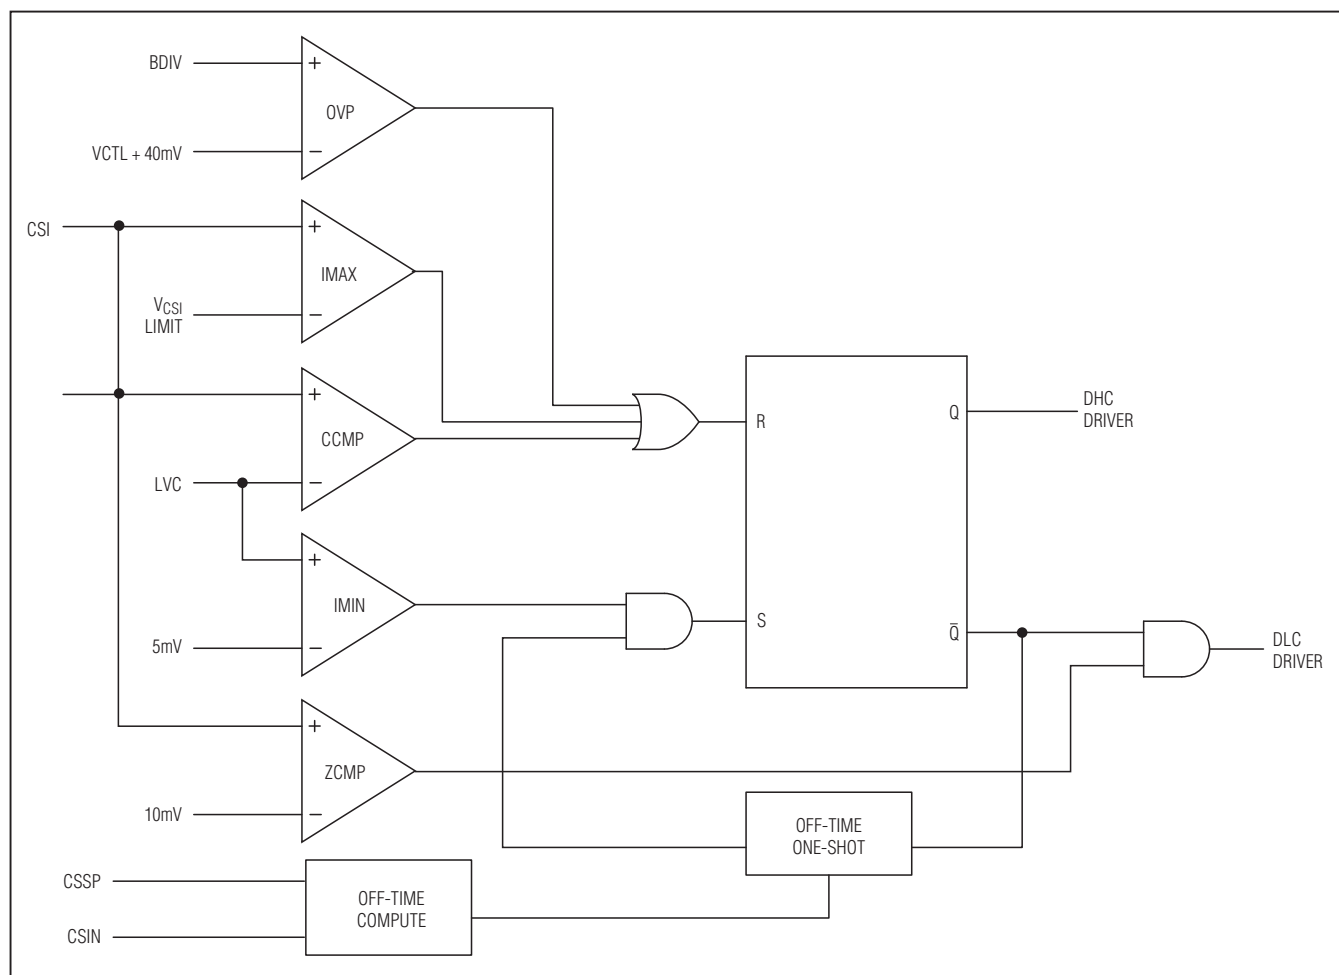 BDIV
+
OVP
VCTL + 40mV
−
CSI
+
IMAX
VCSI
LIMIT
−
+
CCMP
LVC
−
+
IMIN
5mV
−
+
ZCMP
10mV
−
CSSP
CSIN
OFF-TIME
COMPUTE
OFF-TIME
ONE-SHOT
R
S
Q
Q̅
DHC
DRIVER
DLC
DRIVER